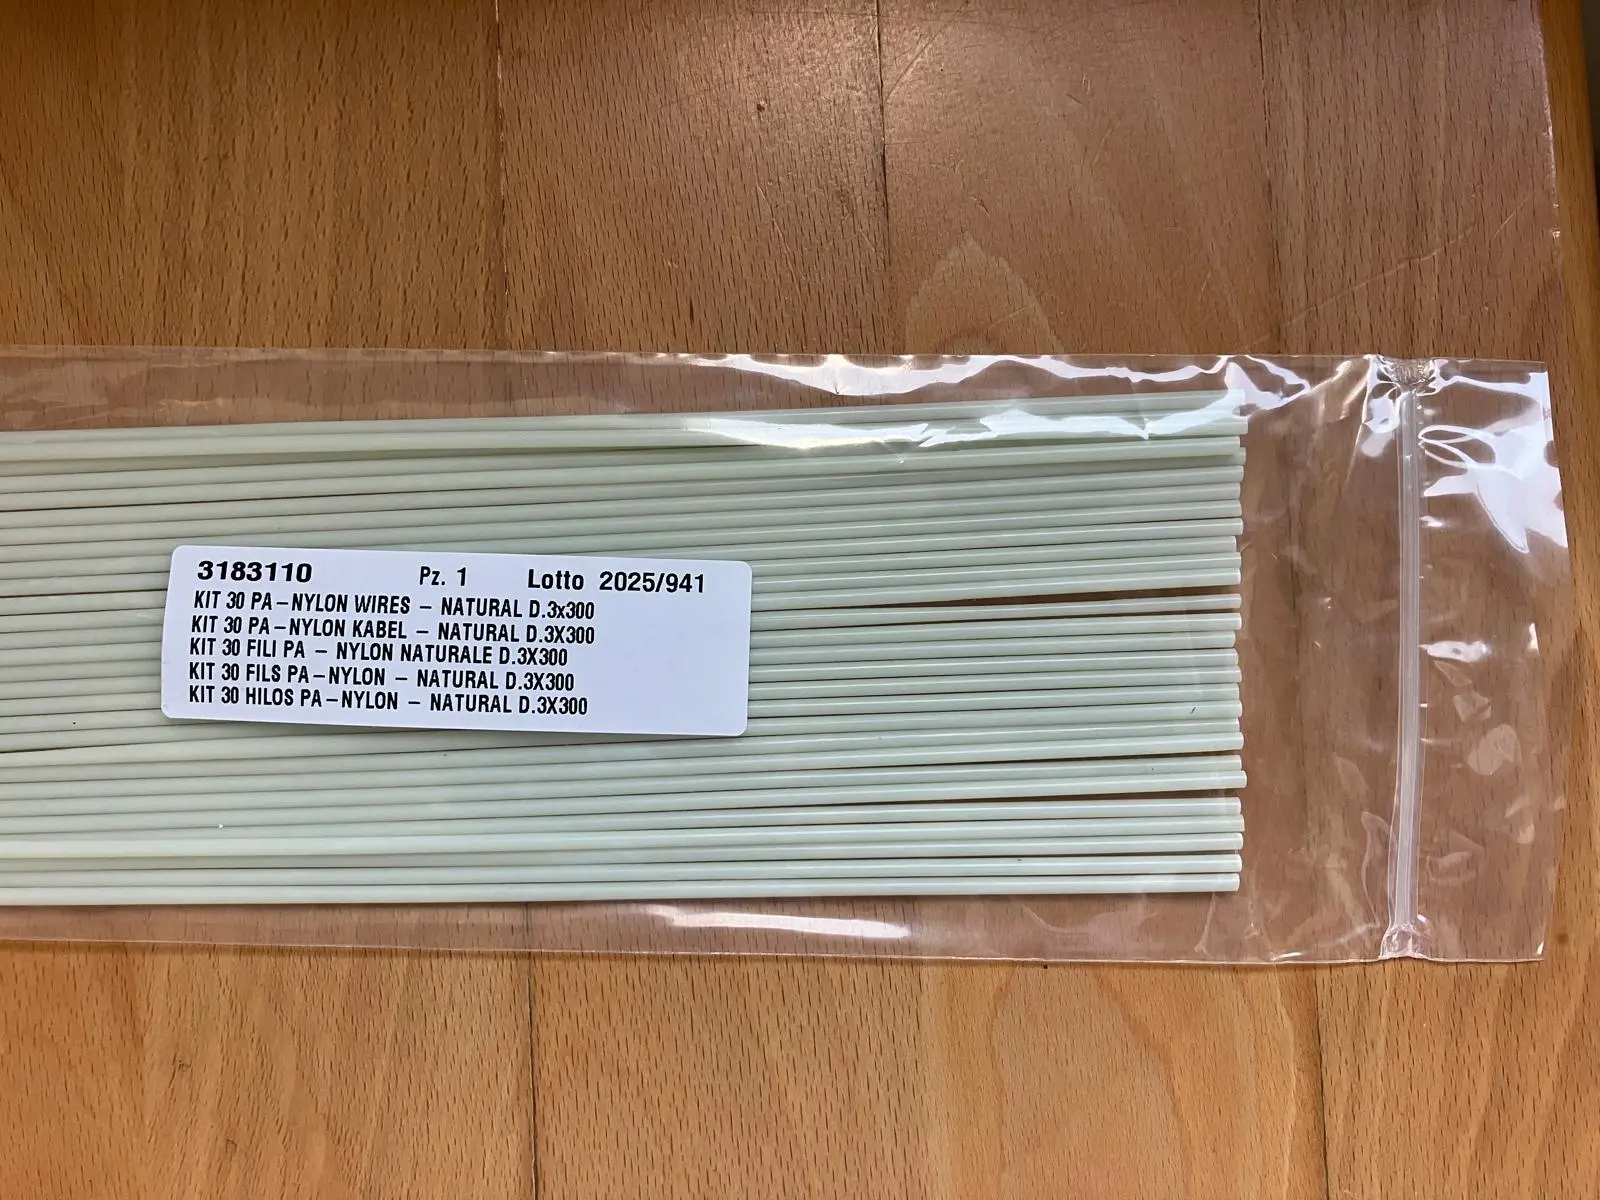 3183110 Pz. 1 Lotto 2025/941
KIT 30 PA-NYLON WIRES - NATURAL D.3x300
KIT 30 PA-NYLON KABEL - NATURAL D.3X300
KIT 30 FILI PA - NYLON NATURALE D.3X300
KIT 30 FILS PA-NYLON - NATURAL D.3X300
KIT 30 HILOS PA-NYLON - NATURAL D.3X300